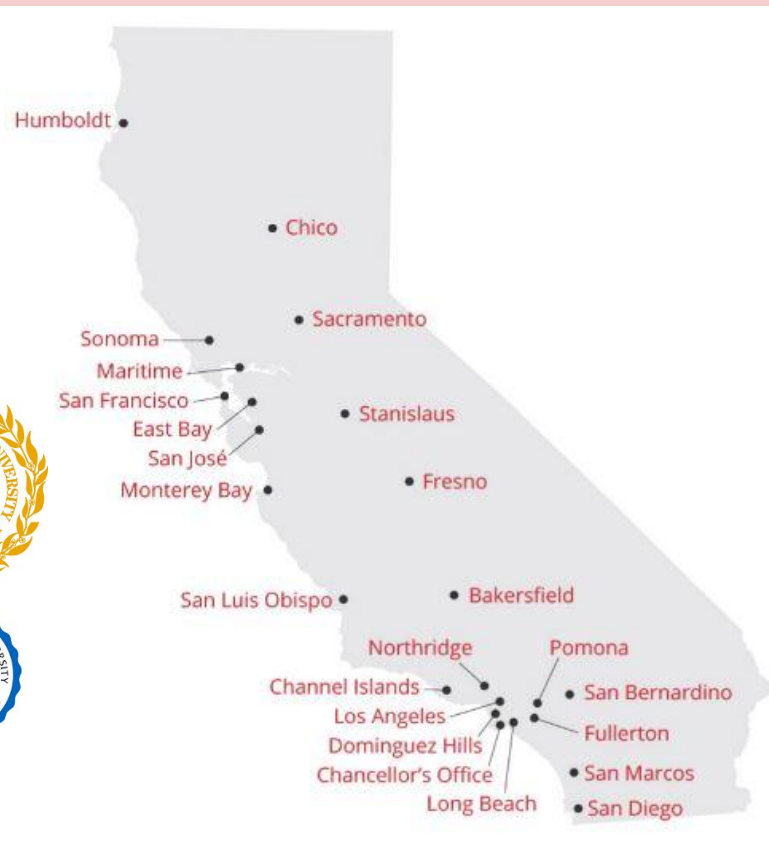 Humboldt
Chico
Sacramento
Sonoma
Maritime
San Francisco
East Bay
Stanislaus
San José
Fresno
Monterey Bay
San Luis Obispo
Bakersfield
Northridge
Pomona
Channel Islands
San Bernardino
Los Angeles
Fullerton
Dominguez Hills
Chancellor's Office
San Marcos
Long Beach
San Diego